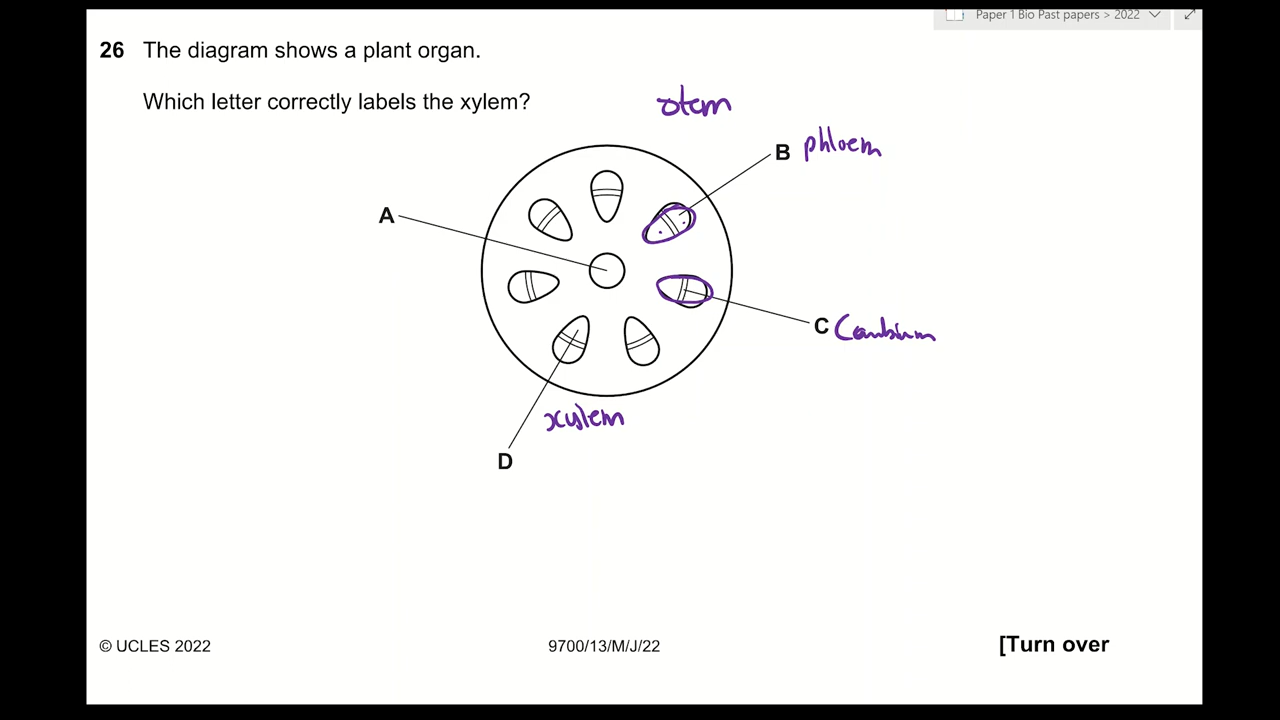 Paper 1 Bio Past papers > 2022
26 The diagram shows a plant organ.
Which letter correctly labels the xylem?
stem
B phloem
A
C Cambium
xylem
D
© UCLES 2022
9700/13/M/J/22
[Turn over